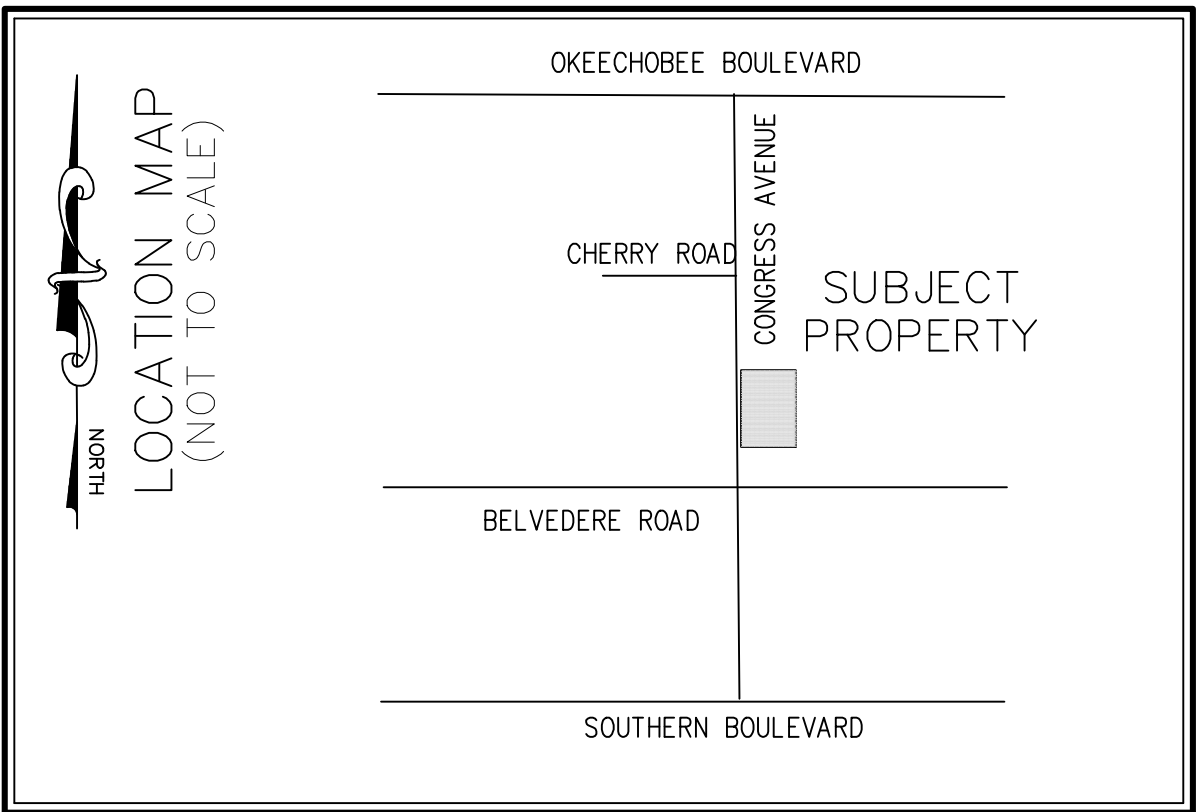 OKEECHOBEE BOULEVARD
LOCATION MAP
(NOT TO SCALE)
NORTH
CONGRESS AVENUE
CHERRY ROAD
SUBJECT
PROPERTY
BELVEDERE ROAD
SOUTHERN BOULEVARD